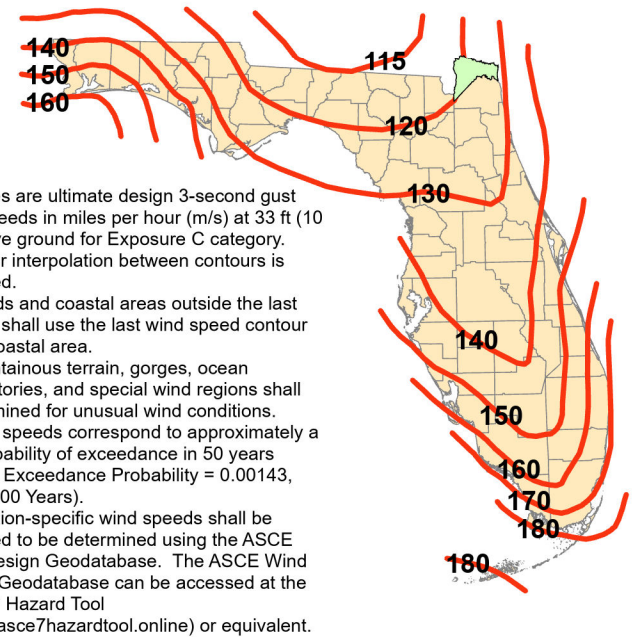 115
140
150
160
120
130
es are ultimate design 3-second gust
eeds in miles per hour (m/s) at 33 ft (10
ve ground for Exposure C category.
r interpolation between contours is
ed.
ds and coastal areas outside the last
shall use the last wind speed contour
oastal area.
ntainous terrain, gorges, ocean
tories, and special wind regions shall
mined for unusual wind conditions.
speeds correspond to approximately a
bability of exceedance in 50 years
Exceedance Probability = 0.00143,
00 Years).
ion-specific wind speeds shall be
ed to be determined using the ASCE
esign Geodatabase. The ASCE Wind
Geodatabase can be accessed at the
Hazard Tool
asce7hazardtool.online) or equivalent.
140
150
160
170
180
180